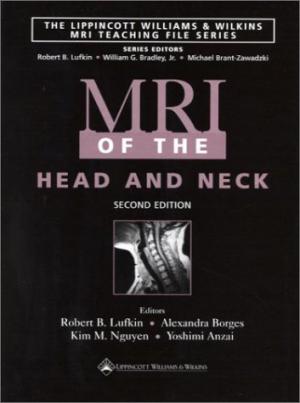 THE LIPPINCOTT WILLIAMS & WILKINS
MRI TEACHING FILE SERIES
SERIES EDITORS
Robert B. Lufkin • William G. Bradley, Jr. • Michael Brant-Zawadzki
MRI
OF THE
HEAD AND NECK
SECOND EDITION
Editors
Robert B. Lufkin • Alexandra Borges
Kim M. Nguyen • Yoshimi Anzai
LIPPINCOTT WILLIAMS & WILKINS